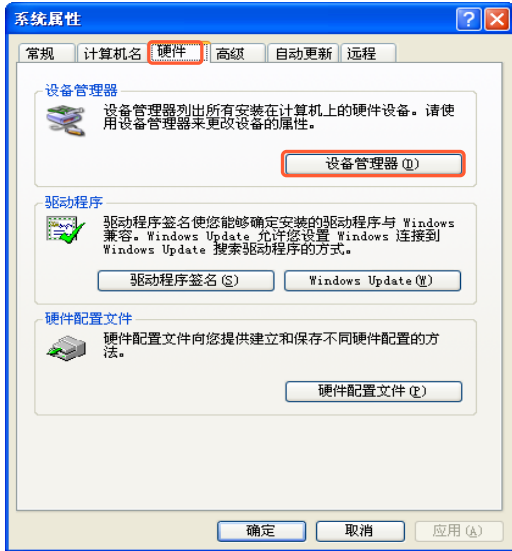 系统属性
常规 计算机名 硬件 高级 自动更新 远程
设备管理器
设备管理器列出所有安装在计算机上的硬件设备。请使
用设备管理器来更改设备的属性。
设备管理器(D)
驱动程序
驱动程序签名使您能够确定安装的驱动程序与 Windows
兼容。Windows Update 允许您设置 Windows 连接到
Windows Update 搜索驱动程序的方式。
驱动程序签名(S) Windows Update(W)
硬件配置文件
硬件配置文件向您提供建立和保存不同硬件配置的方
法。
硬件配置文件(P)
确定 取消 应用(A)